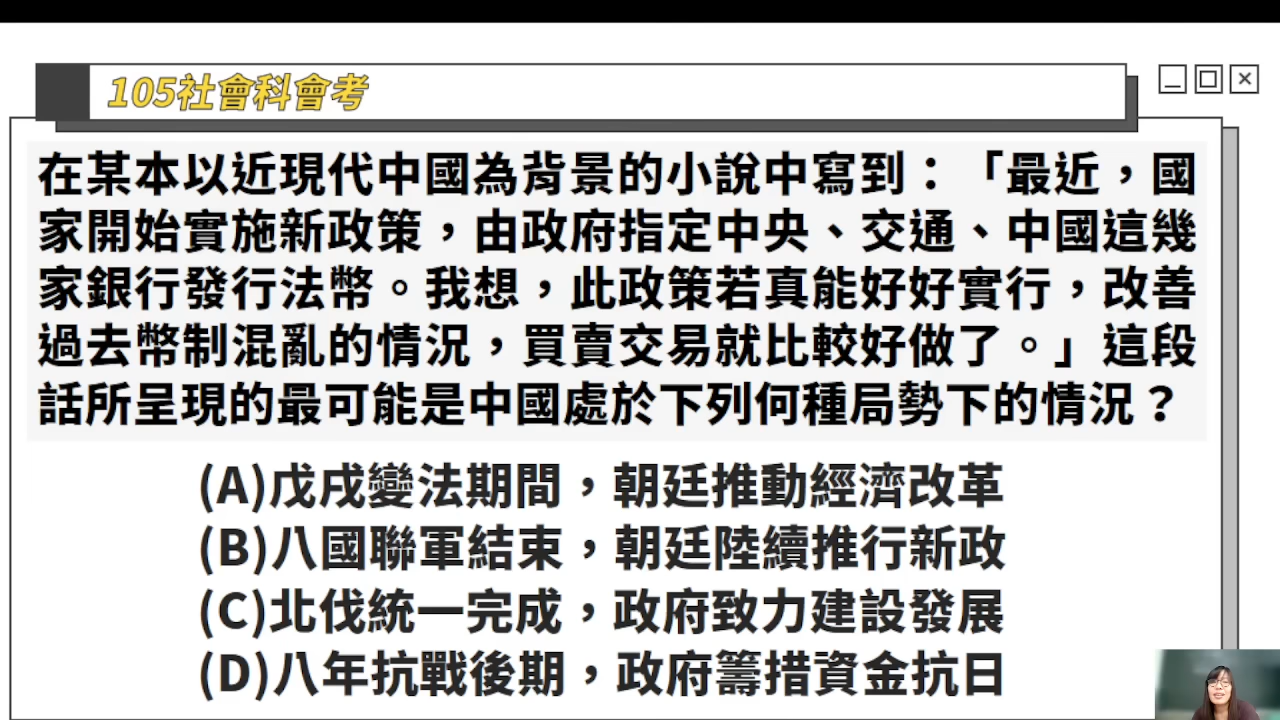 105社會科會考
在某本以近現代中國為背景的小說中寫到：「最近，國
家開始實施新政策，由政府指定中央、交通、中國這幾
家銀行發行法幣。我想，此政策若真能好好實行，改善
過去幣制混亂的情況，買賣交易就比較好做了。」這段
話所呈現的最可能是中國處於下列何種局勢下的情況？
(A)戊戌變法期間，朝廷推動經濟改革
(B)八國聯軍結束，朝廷陸續推行新政
(C)北伐統一完成，政府致力建設發展
(D)八年抗戰後期，政府籌措資金抗日